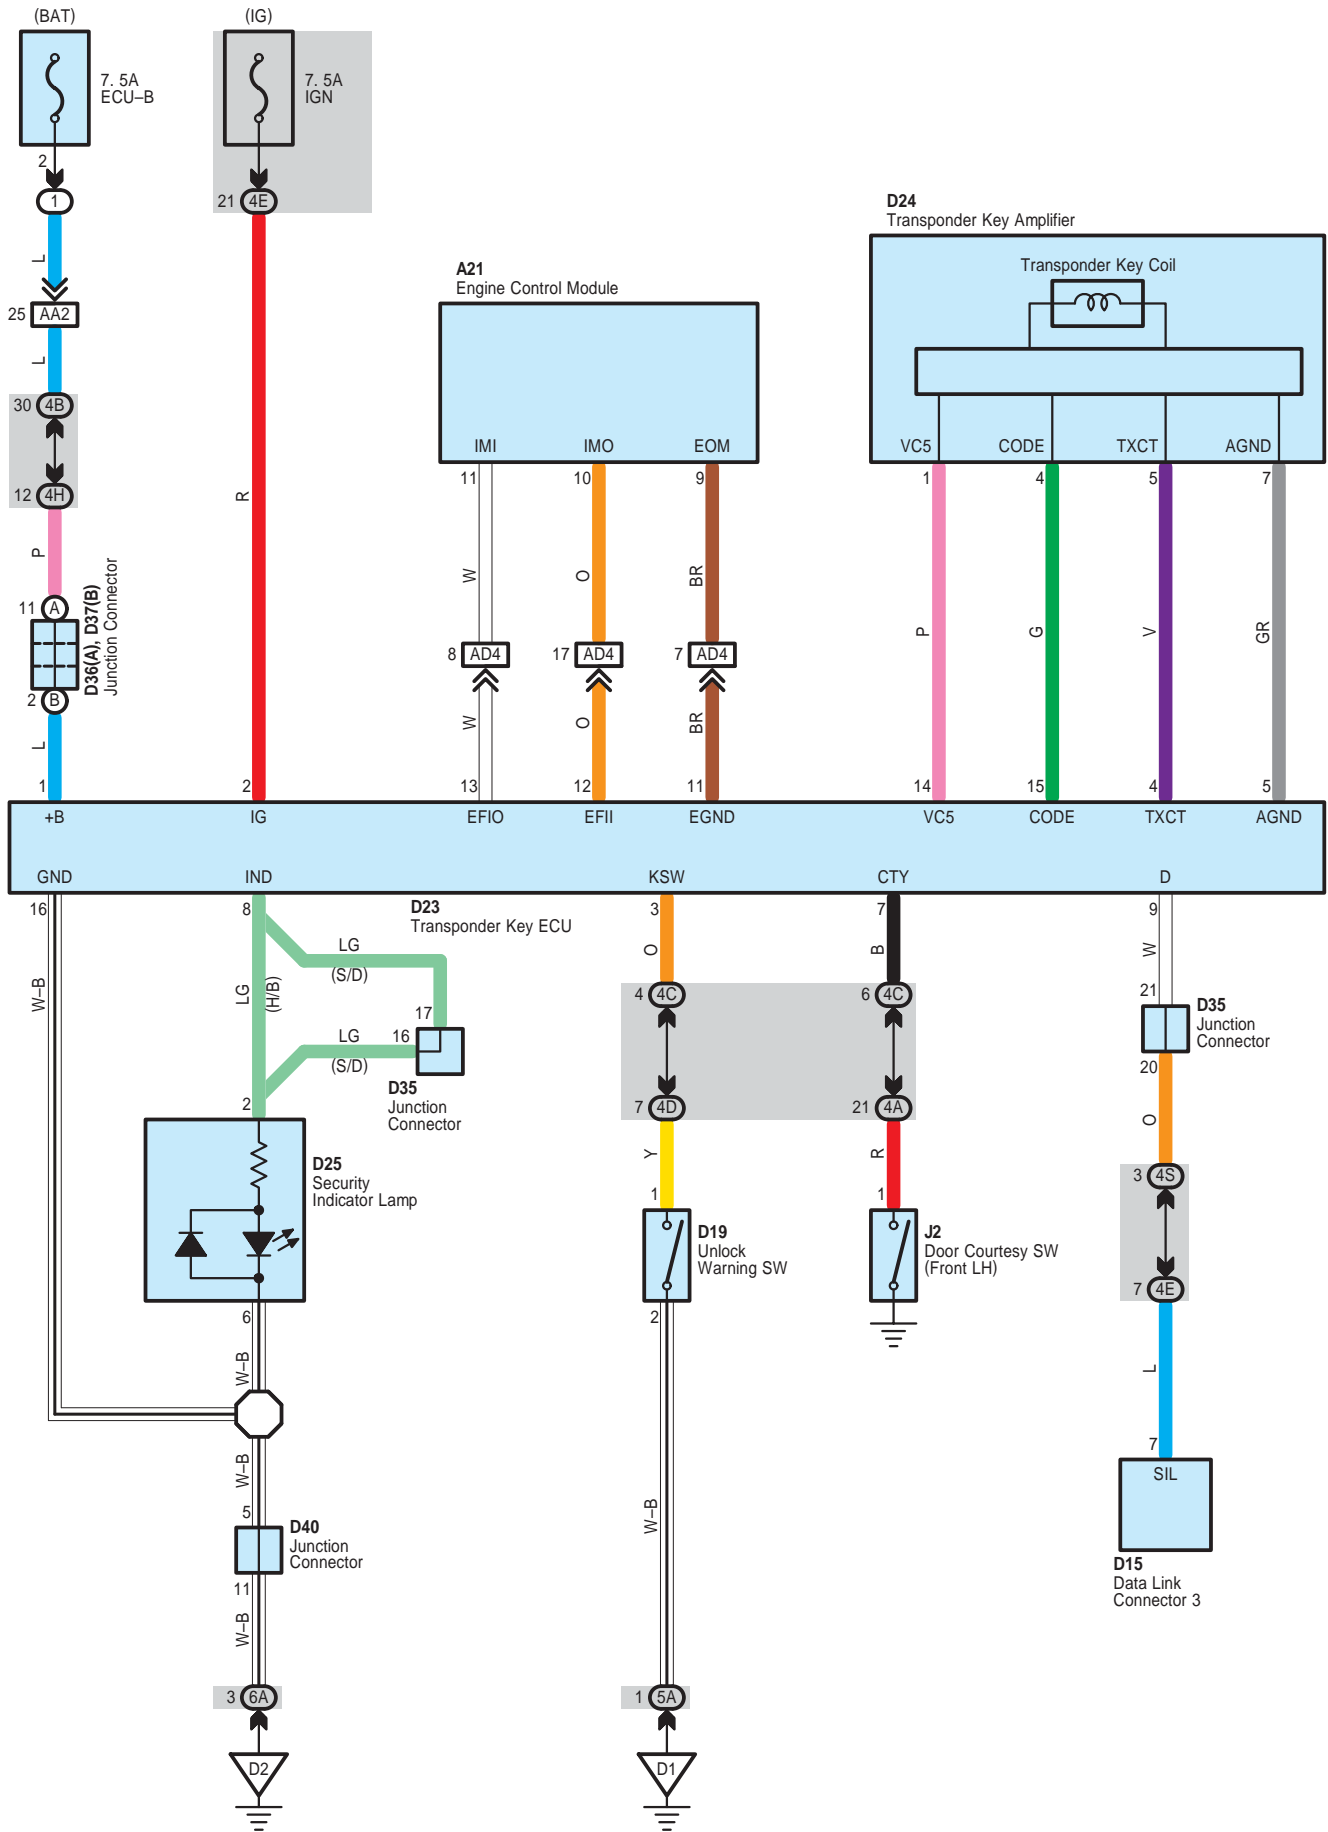 (BAT)
(IG)
7. 5A
ECU–B
7. 5A
IGN
2
1
21 4E
L
25 AA2
L
30 4B
12 4H
P
11 A
D36(A), D37(B)
Junction Connector
2 B
L
R
A21
Engine Control Module
IMI IMO EOM
11 10 9
W O BR
8 AD4 17 AD4 7 AD4
W O BR
D24
Transponder Key Amplifier
Transponder Key Coil
VC5 CODE TXCT AGND
1 4 5 7
P G V GR
1 2 13 12 11 14 15 4 5
+B IG EFIO EFII EGND VC5 CODE TXCT AGND
GND IND KSW CTY D
16 8 3 7 9
D23
Transponder Key ECU
W–B
LG
(H/B)
LG
(S/D)
17
16
LG
(S/D)
D35
Junction
Connector
2
D25
Security
Indicator Lamp
6
W–B
W–B
5
D40
Junction
Connector
11
W–B
3 6A
D2
O
4 4C
7 4D
Y
1
D19
Unlock
Warning SW
2
W–B
1 5A
D1
B
6 4C
21 4A
R
1
J2
Door Courtesy SW
(Front LH)
W
21
D35
Junction
Connector
20
O
3 4S
7 4E
L
7
SIL
D15
Data Link
Connector 3